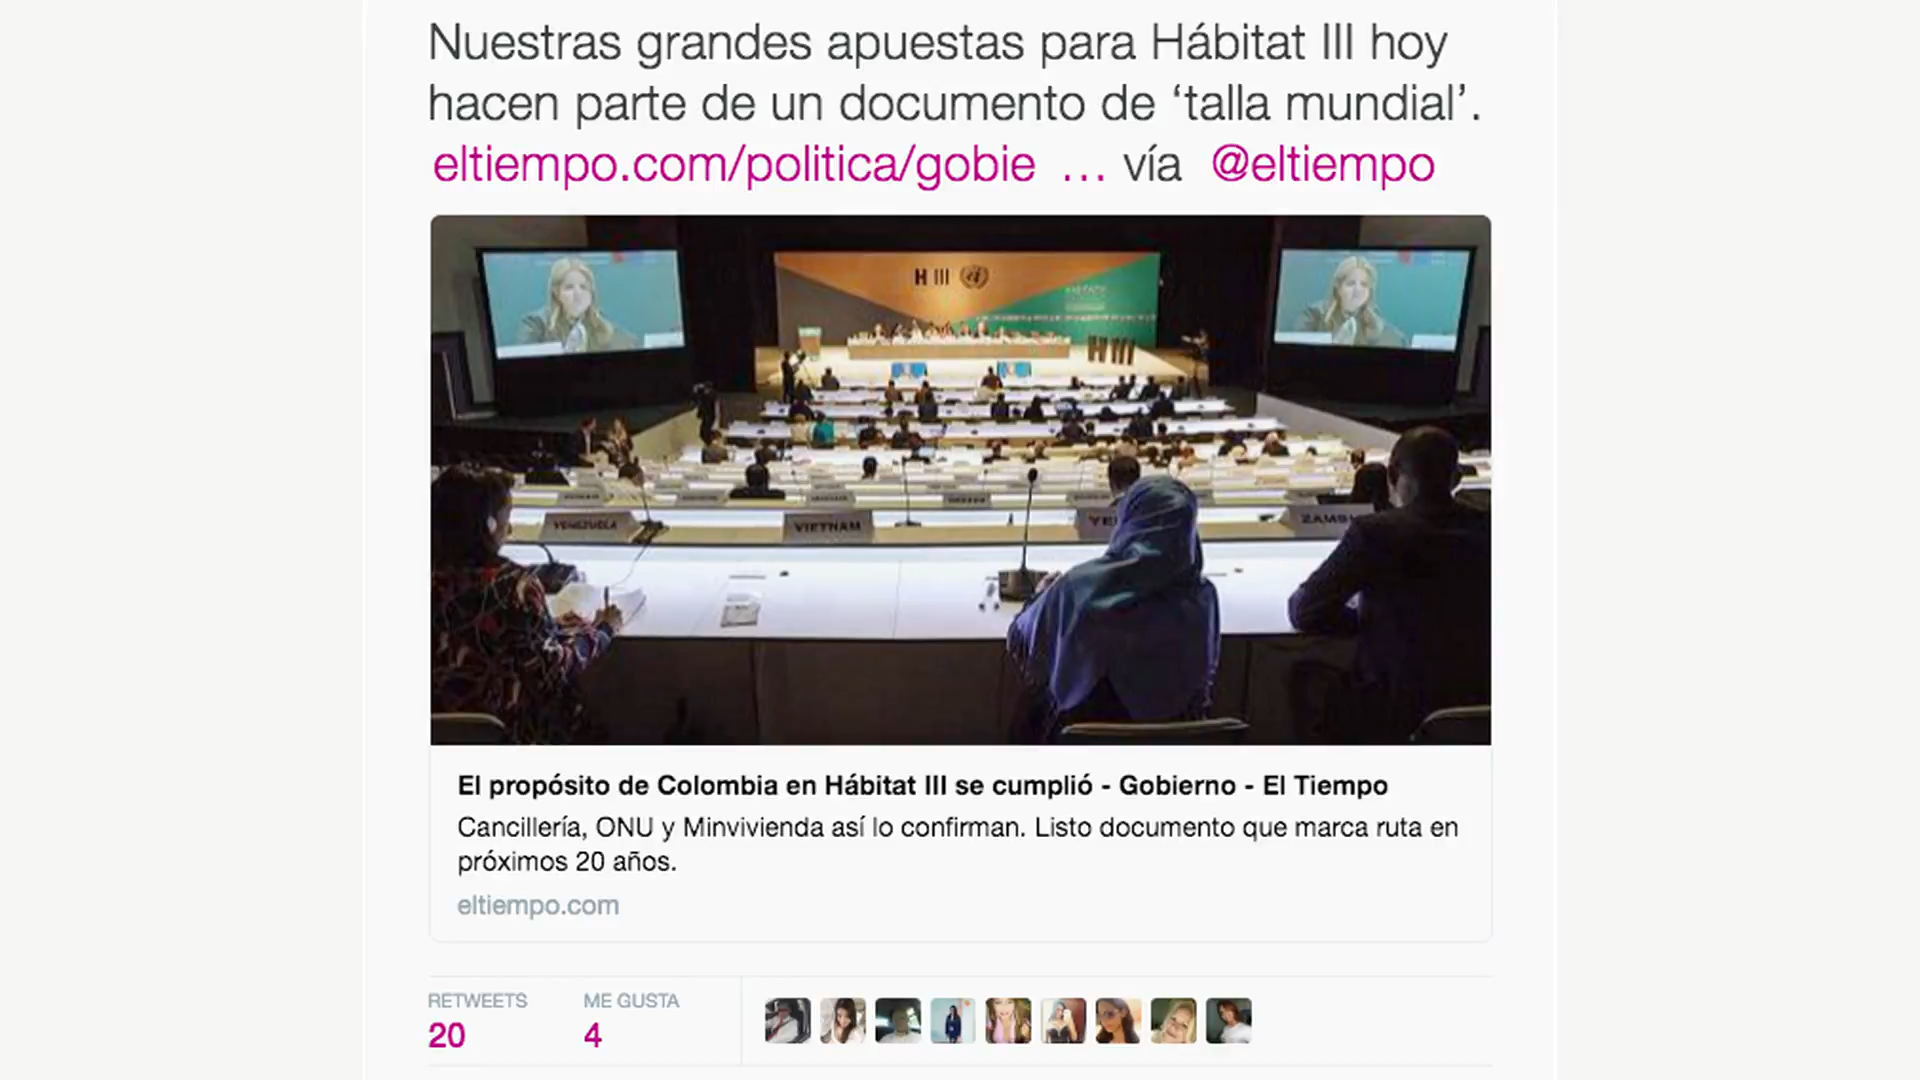 Nuestras grandes apuestas para Hábitat III hoy
hacen parte de un documento de ‘talla mundial’.
eltiempo.com/politica/gobie … vía @eltiempo
H III
H III
VENEZUELA
VIETNAM
El propósito de Colombia en Hábitat III se cumplió - Gobierno - El Tiempo
Cancillería, ONU y Minvivienda así lo confirman. Listo documento que marca ruta en
próximos 20 años.
eltiempo.com
RETWEETS
ME GUSTA
20
4